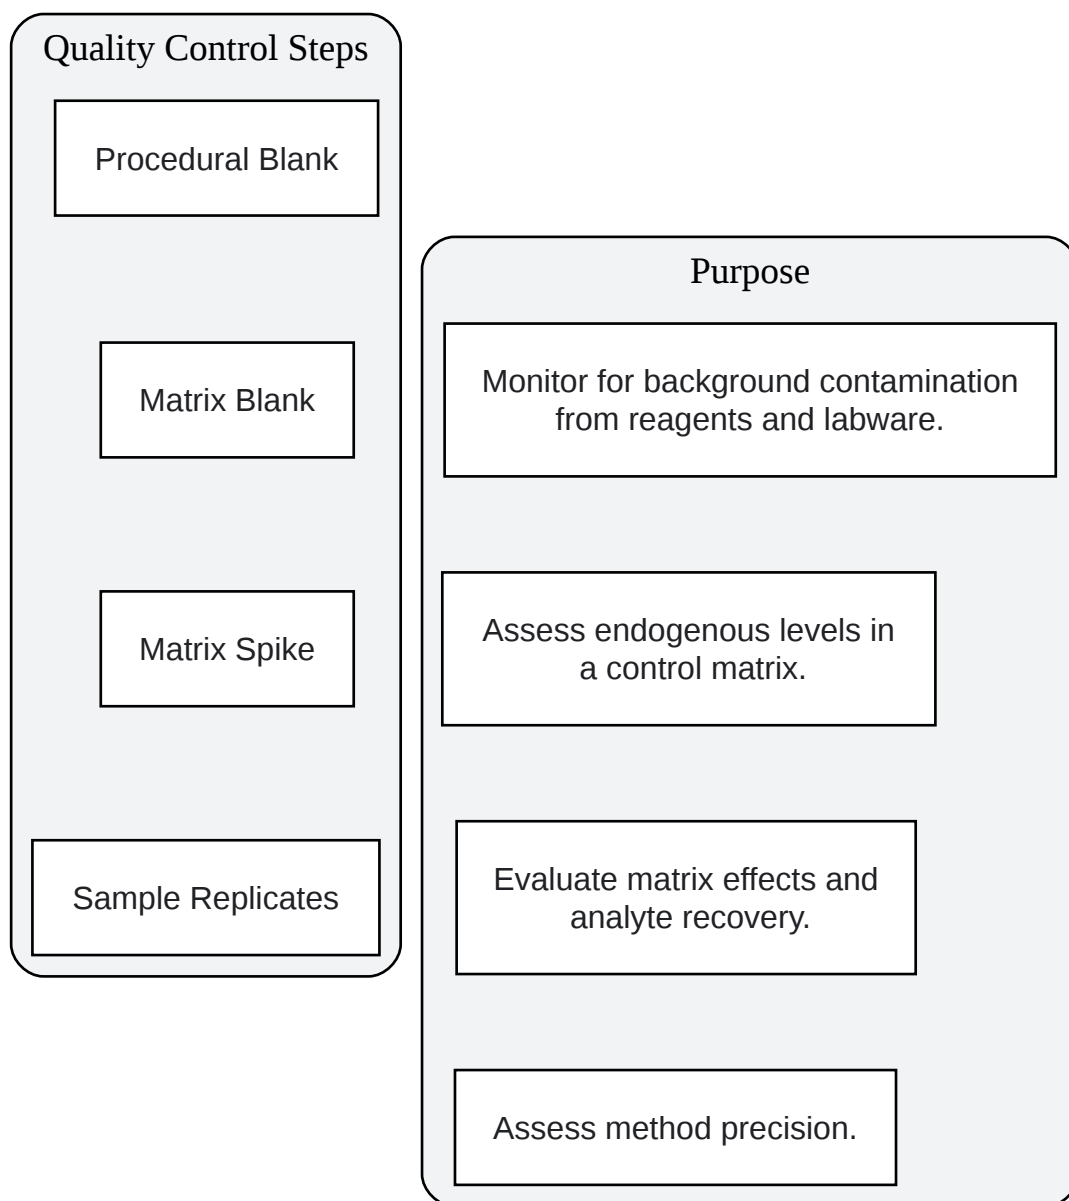 Quality Control Steps
Procedural Blank
Matrix Blank
Matrix Spike
Sample Replicates
Purpose
Monitor for background contamination
from reagents and labware.
Assess endogenous levels in
a control matrix.
Evaluate matrix effects and
analyte recovery.
Assess method precision.